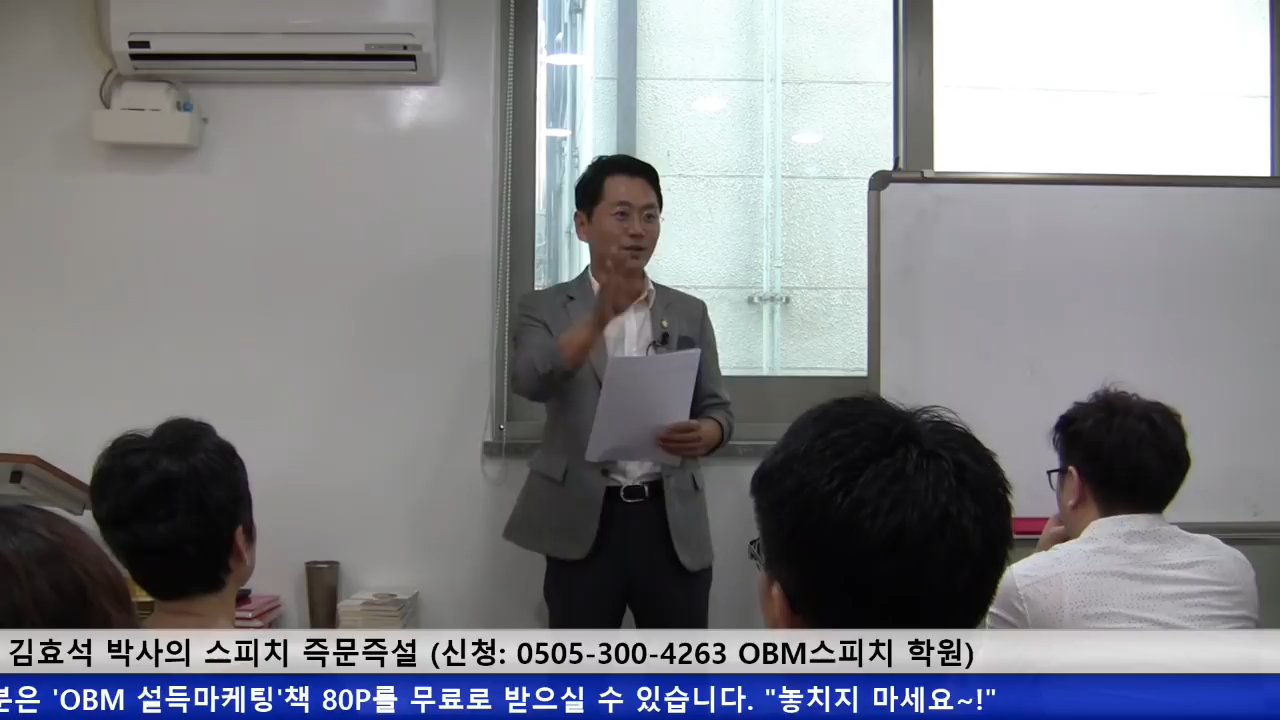 김효석 박사의 스피치 즉문즉설 (신청: 0505-300-4263 OBM스피치 학원)
분은 'OBM 설득마케팅'책 80P를 무료로 받으실 수 있습니다. "놓치지 마세요~!"